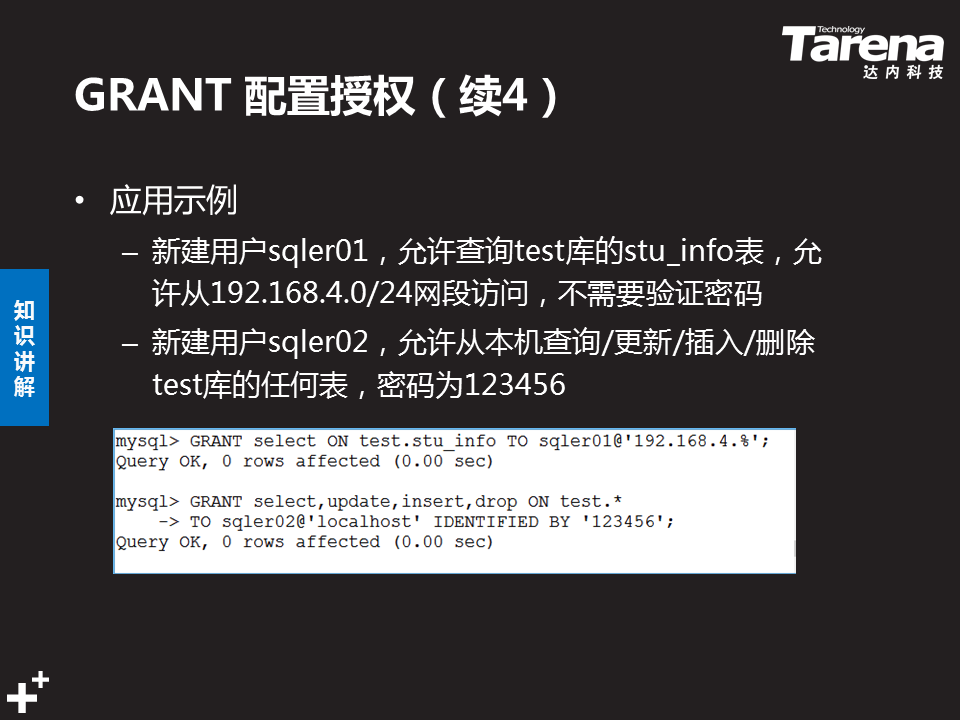 Technology
Tarena
达内科技
GRANT 配置授权（续4）
• 应用示例
– 新建用户sqler01，允许查询test库的stu_info表，允
许从192.168.4.0/24网段访问，不需要验证密码
– 新建用户sqler02，允许从本机查询/更新/插入/删除
test库的任何表，密码为123456
知
识
讲
解
mysql> GRANT select ON test.stu_info TO sqler01@'192.168.4.%';
Query OK, 0 rows affected (0.00 sec)
mysql> GRANT select,update,insert,drop ON test.*
    -> TO sqler02@'localhost' IDENTIFIED BY '123456';
Query OK, 0 rows affected (0.00 sec)